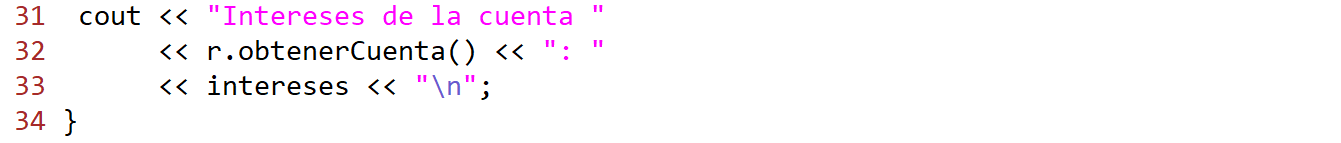 31  cout << "Intereses de la cuenta "
32       << r.obtenerCuenta() << ": "
33       << intereses << "\n";
34 }